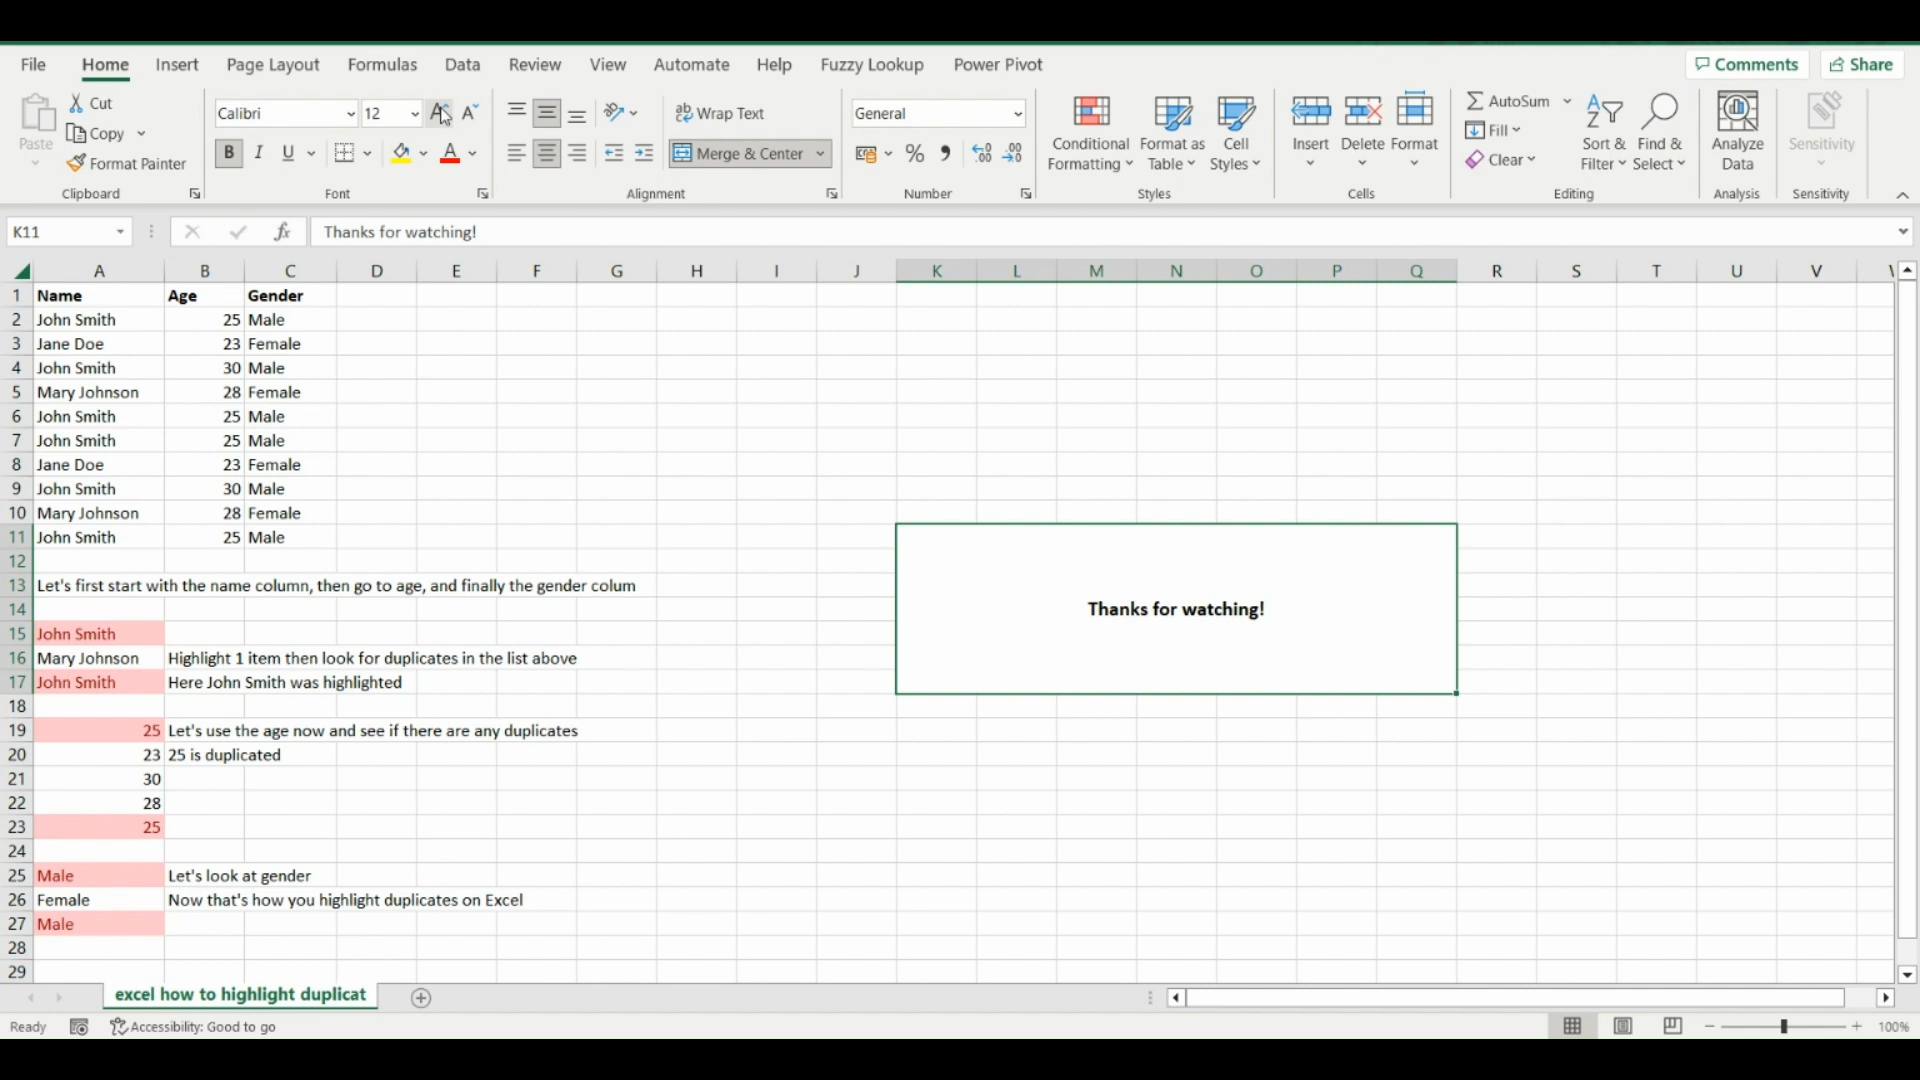 File Home Insert Page Layout Formulas Data Review View Automate Help Fuzzy Lookup Power Pivot Comments Share
Paste Cut Copy Format Painter Clipboard
Calibri 12 B I U Font
Wrap Text Merge & Center Alignment
General % Number
Conditional Formatting Format as Table Cell Styles Styles
Insert Delete Format Cells
AutoSum Fill Clear Sort & Filter Find & Select Editing
Analyze Data Analysis
Sensitivity Sensitivity
K11 fx Thanks for watching!
A B C D E F G H I J K L M N O P Q R S T U V
1 Name Age Gender
2 John Smith 25 Male
3 Jane Doe 23 Female
4 John Smith 30 Male
5 Mary Johnson 28 Female
6 John Smith 25 Male
7 John Smith 25 Male
8 Jane Doe 23 Female
9 John Smith 30 Male
10 Mary Johnson 28 Female
11 John Smith 25 Male
12
13 Let's first start with the name column, then go to age, and finally the gender colum
14
Thanks for watching!
15 John Smith
16 Mary Johnson Highlight 1 item then look for duplicates in the list above
17 John Smith Here John Smith was highlighted
18
19 25 Let's use the age now and see if there are any duplicates
20 23 25 is duplicated
21 30
22 28
23 25
24
25 Male Let's look at gender
26 Female Now that's how you highlight duplicates on Excel
27 Male
28
29
excel how to highlight duplicat
Ready Accessibility: Good to go 100%